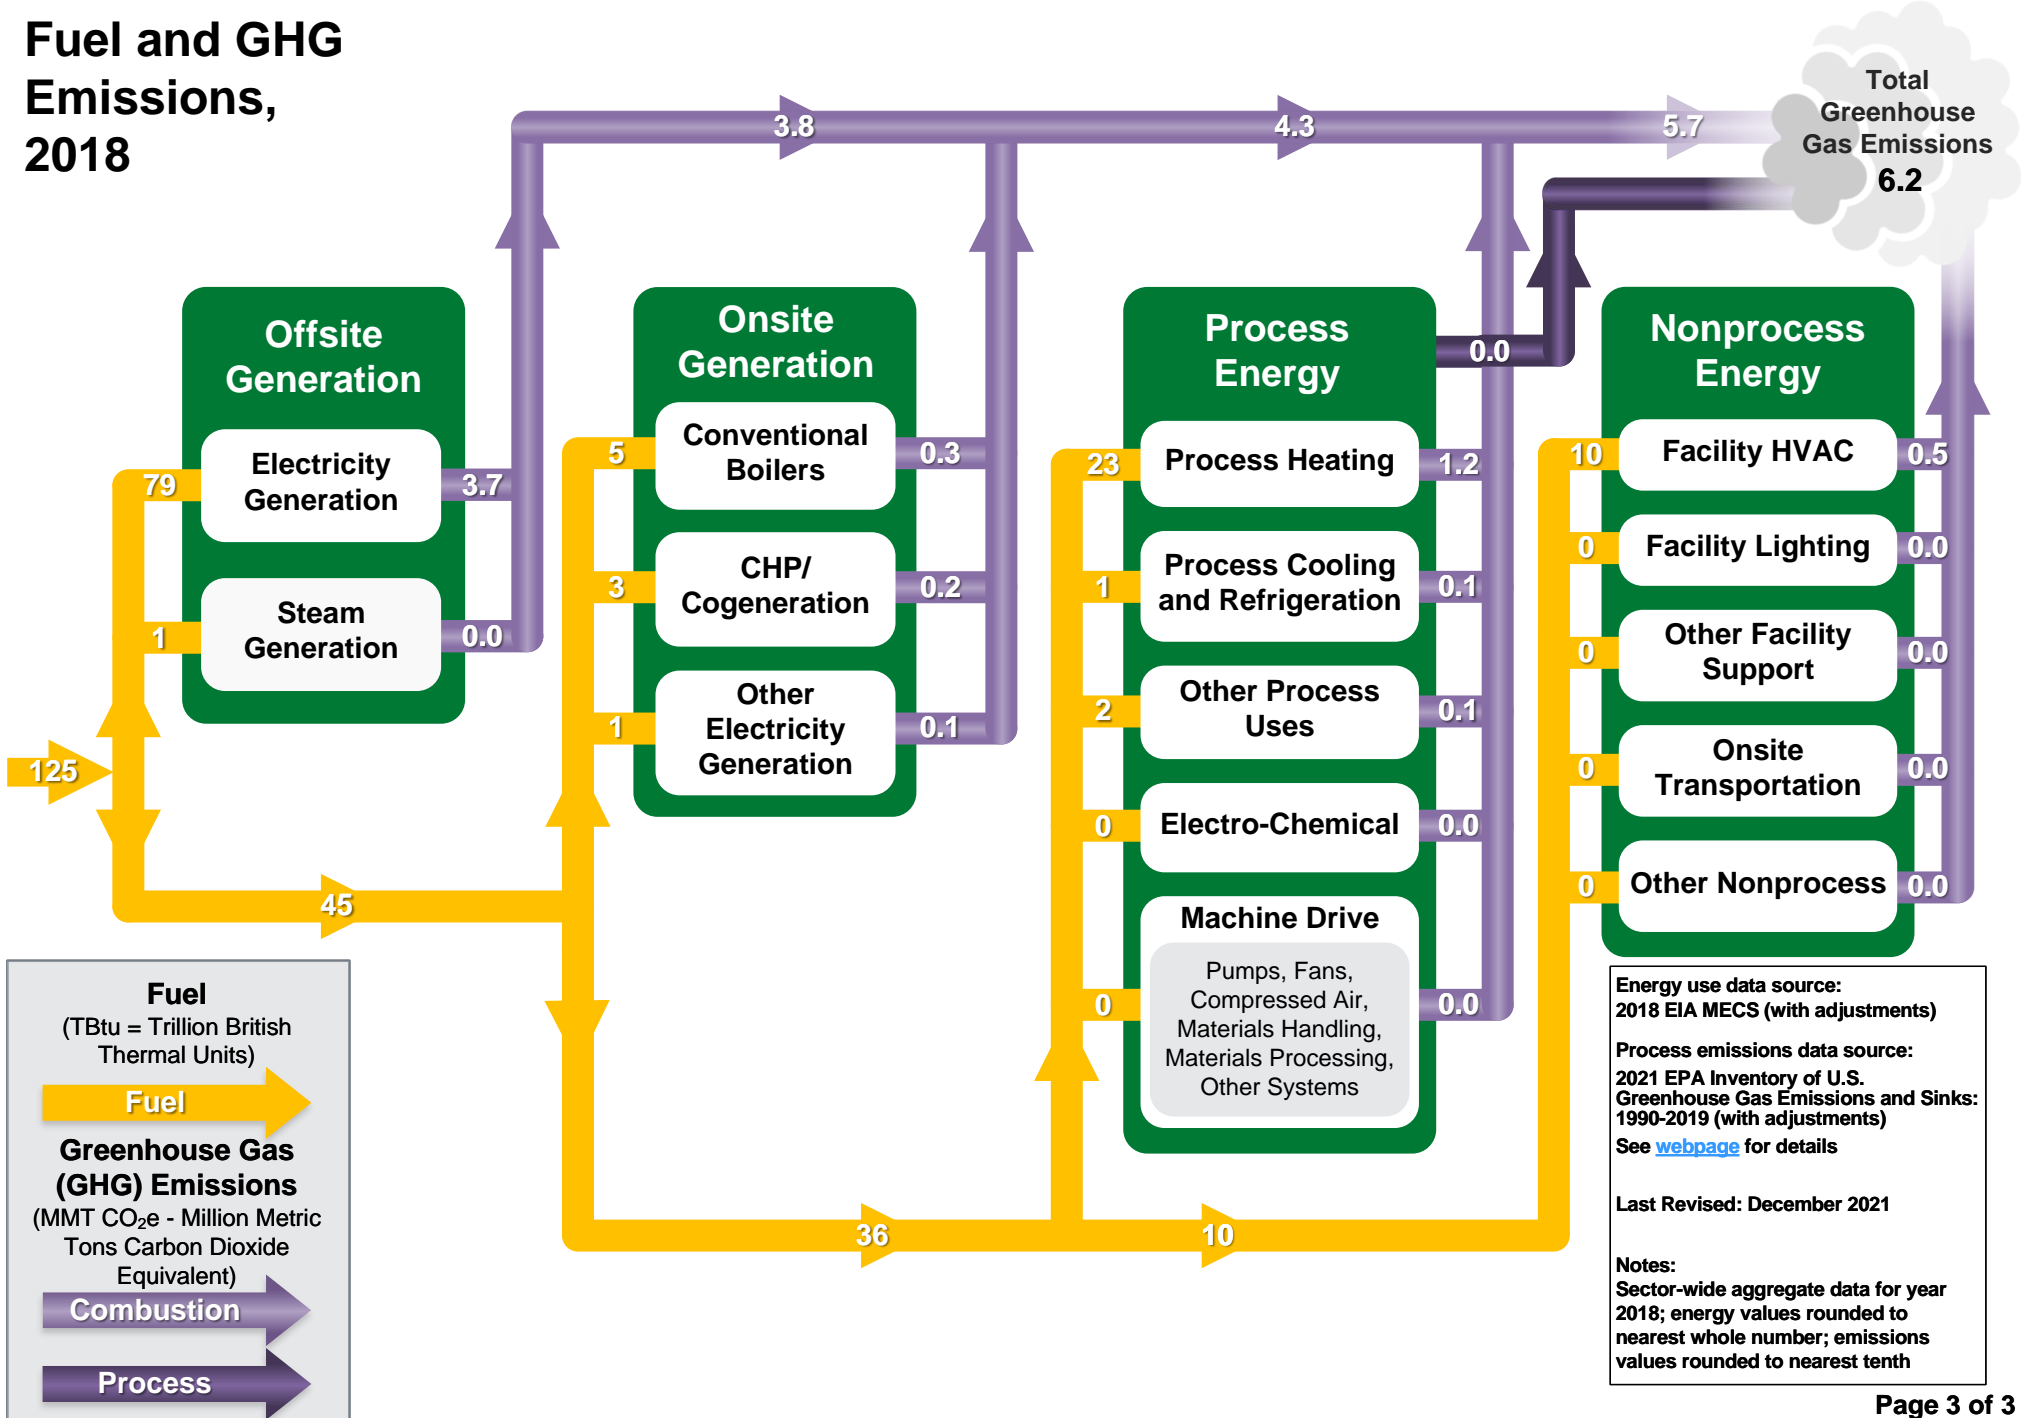 Fuel and GHG
Emissions,
2018
3.8
4.3
5.7
Total
Greenhouse
Gas Emissions
6.2
Offsite
Generation
79
Electricity
Generation
3.7
1
Steam
Generation
0.0
125
45
Onsite
Generation
5
Conventional
Boilers
0.3
3
CHP/
Cogeneration
0.2
1
Other
Electricity
Generation
0.1
36
10
Process
Energy
0.0
23
Process Heating
1.2
1
Process Cooling
and Refrigeration
0.1
2
Other Process
Uses
0.1
0
Electro-Chemical
0.0
0
Machine Drive
Pumps, Fans,
Compressed Air,
Materials Handling,
Materials Processing,
Other Systems
0.0
Nonprocess
Energy
10
Facility HVAC
0.5
0
Facility Lighting
0.0
0
Other Facility
Support
0.0
0
Onsite
Transportation
0.0
0
Other Nonprocess
0.0
Fuel
(TBtu = Trillion British
Thermal Units)
Fuel
Greenhouse Gas
(GHG) Emissions
(MMT CO₂e - Million Metric
Tons Carbon Dioxide
Equivalent)
Combustion
Process
Energy use data source:
2018 EIA MECS (with adjustments)
Process emissions data source:
2021 EPA Inventory of U.S.
Greenhouse Gas Emissions and Sinks:
1990-2019 (with adjustments)
See webpage for details
Last Revised: December 2021
Notes:
Sector-wide aggregate data for year
2018; energy values rounded to
nearest whole number; emissions
values rounded to nearest tenth
Page 3 of 3